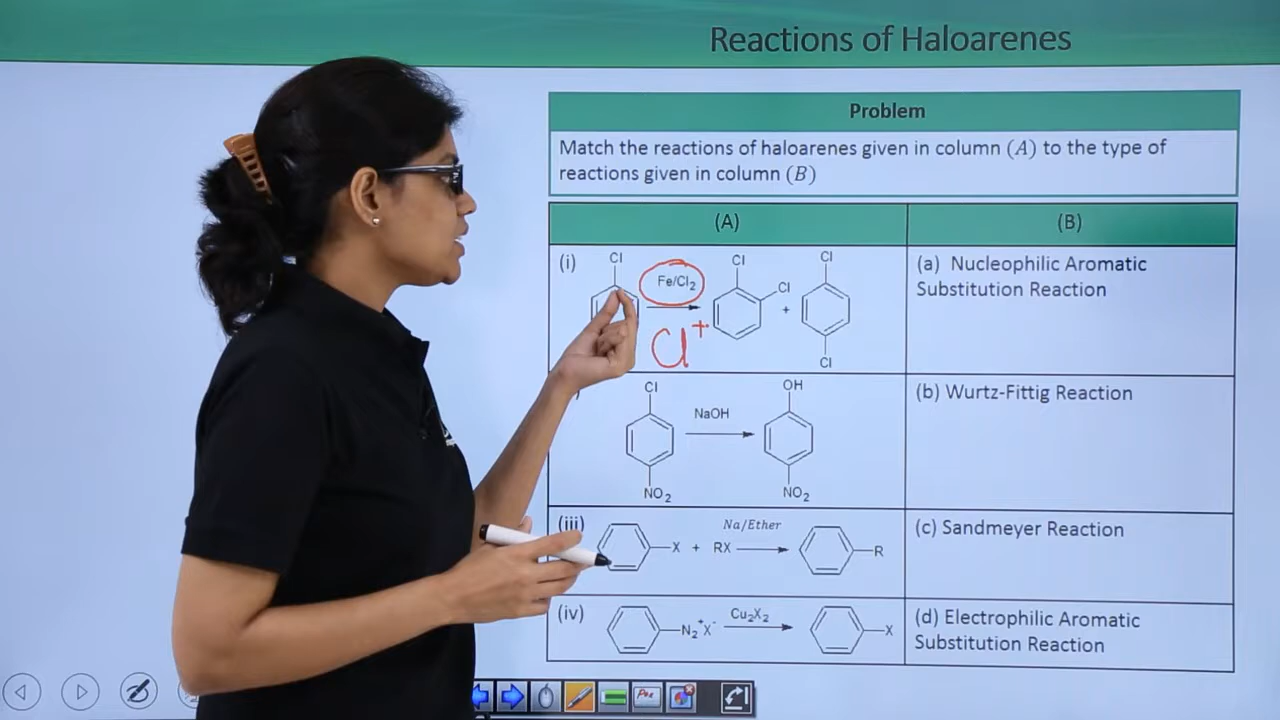 Reactions of Haloarenes
Problem
Match the reactions of haloarenes given in column (A) to the type of
reactions given in column (B)
(A) (B)
(i) Cl Fe/Cl₂ Cl Cl + Cl Cl
Cl⁺
(a) Nucleophilic Aromatic
Substitution Reaction
) Cl NaOH OH
NO₂ NO₂
(b) Wurtz-Fittig Reaction
(iii) X + RX Na/Ether R
(c) Sandmeyer Reaction
(iv) N₂⁺X⁻ Cu₂X₂ X
(d) Electrophilic Aromatic
Substitution Reaction
Pen